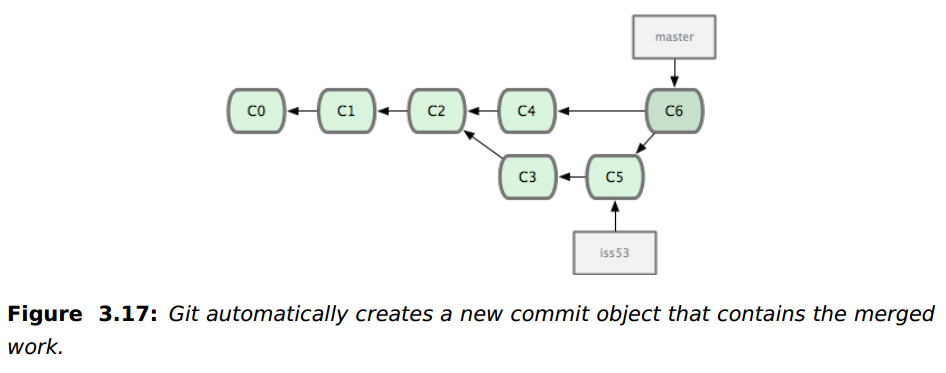 master
C0 C1 C2 C4 C6
C3 C5
iss53
Figure 3.17: Git automatically creates a new commit object that contains the merged
work.